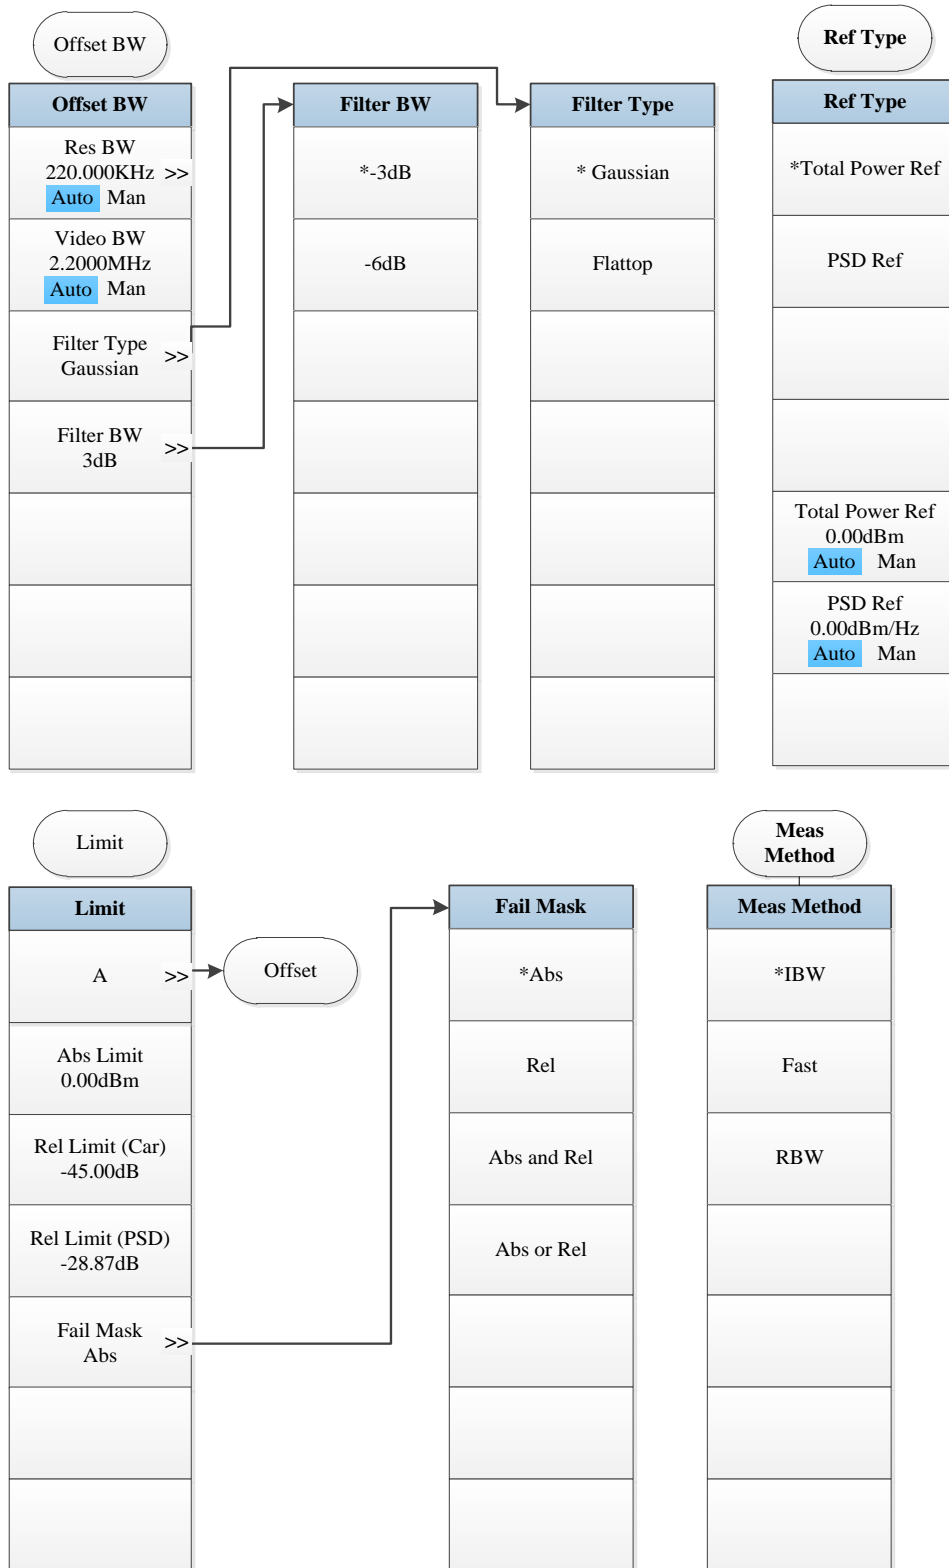 Offset BW
Offset BW
Res BW
220.000KHz >>
Auto Man
Video BW
2.2000MHz
Auto Man
Filter Type
Gaussian
>>
Filter BW
3dB
>>
Filter BW
*-3dB
-6dB
Filter Type
* Gaussian
Flattop
Ref Type
Ref Type
*Total Power Ref
PSD Ref
Total Power Ref
0.00dBm
Auto Man
PSD Ref
0.00dBm/Hz
Auto Man
Limit
Limit
A >>
Offset
Abs Limit
0.00dBm
Rel Limit (Car)
-45.00dB
Rel Limit (PSD)
-28.87dB
Fail Mask
Abs
>>
Fail Mask
*Abs
Rel
Abs and Rel
Abs or Rel
Meas
Method
Meas Method
*IBW
Fast
RBW